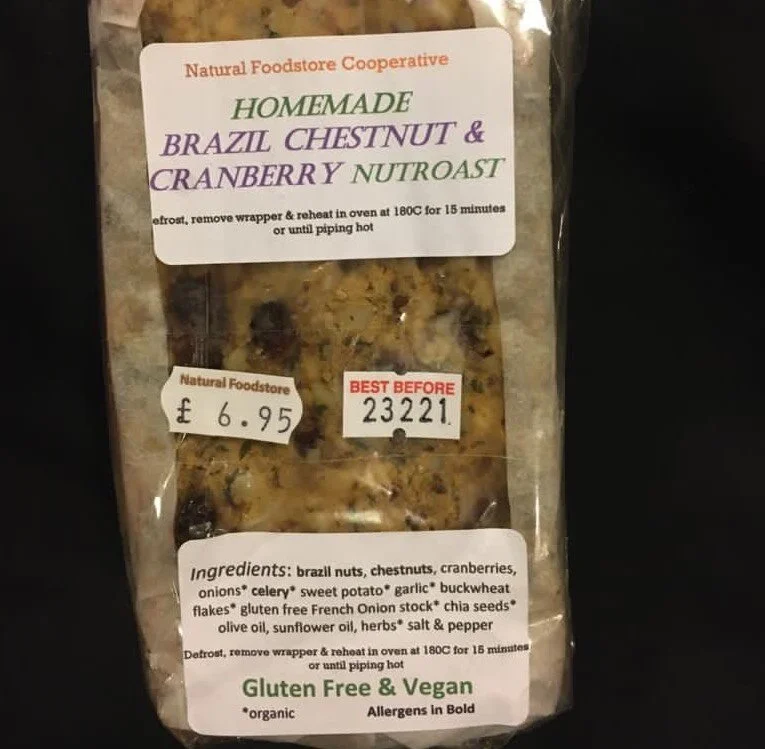 Natural Foodstore Cooperative
HOMEMADE
BRAZIL CHESTNUT &
CRANBERRY NUTROAST
efrost, remove wrapper & reheat in oven at 180C for 15 minutes
or until piping hot
Natural Foodstore
£ 6.95
BEST BEFORE
23221
Ingredients: brazil nuts, chestnuts, cranberries,
onions* celery* sweet potato* garlic* buckwheat
flakes* gluten free French Onion stock* chia seeds*
olive oil, sunflower oil, herbs* salt & pepper
Defrost, remove wrapper & reheat in oven at 180C for 15 minutes
or until piping hot
Gluten Free & Vegan
*organic Allergens in Bold